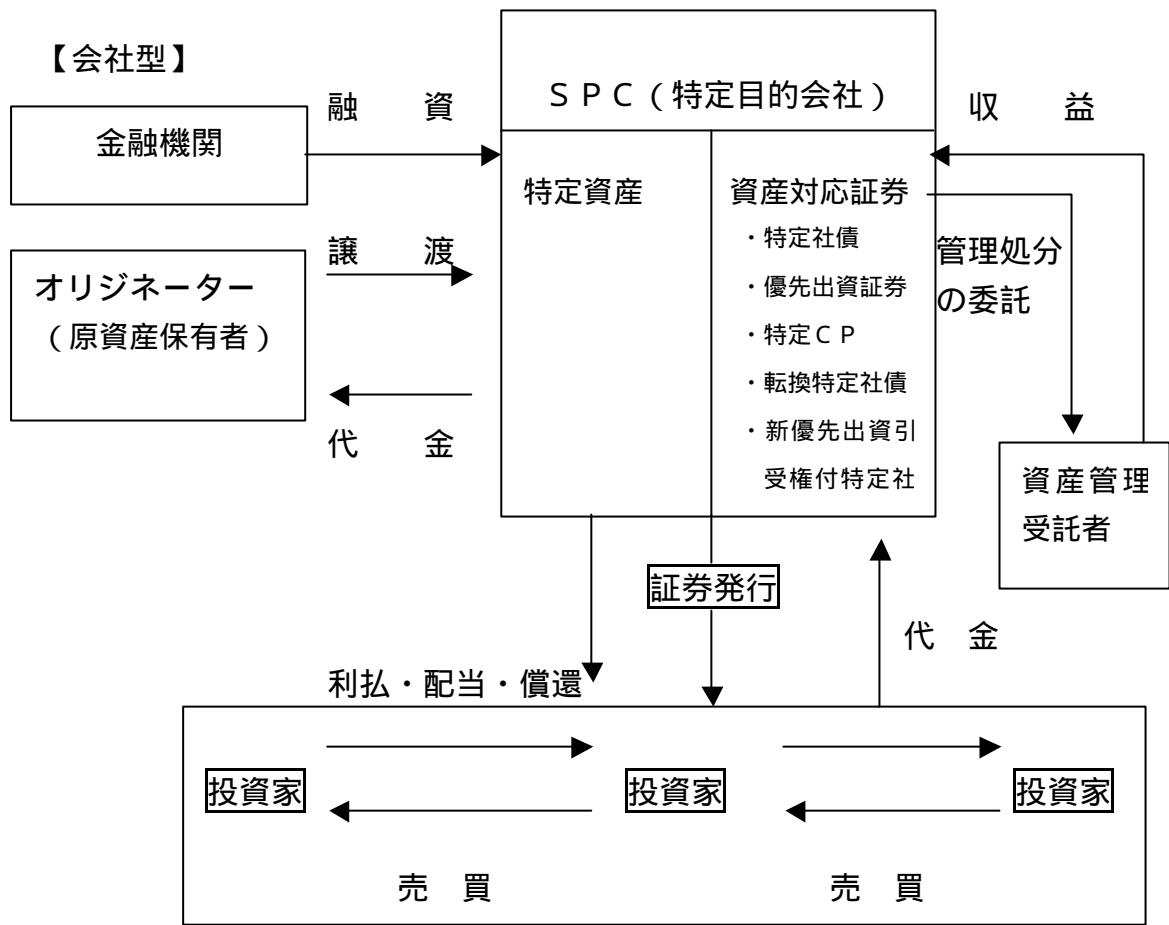 【会社型】
ＳＰＣ（特定目的会社）
融　資
収　益
金融機関
特定資産
資産対応証券
・特定社債
・優先出資証券
・特定ＣＰ
・転換特定社債
・新優先出資引
受権付特定社
譲　渡
オリジネーター
（原資産保有者）
代　金
管理処分
の委託
資産管理
受託者
証券発行
代　金
利払・配当・償還
投資家
投資家
投資家
売　買
売　買